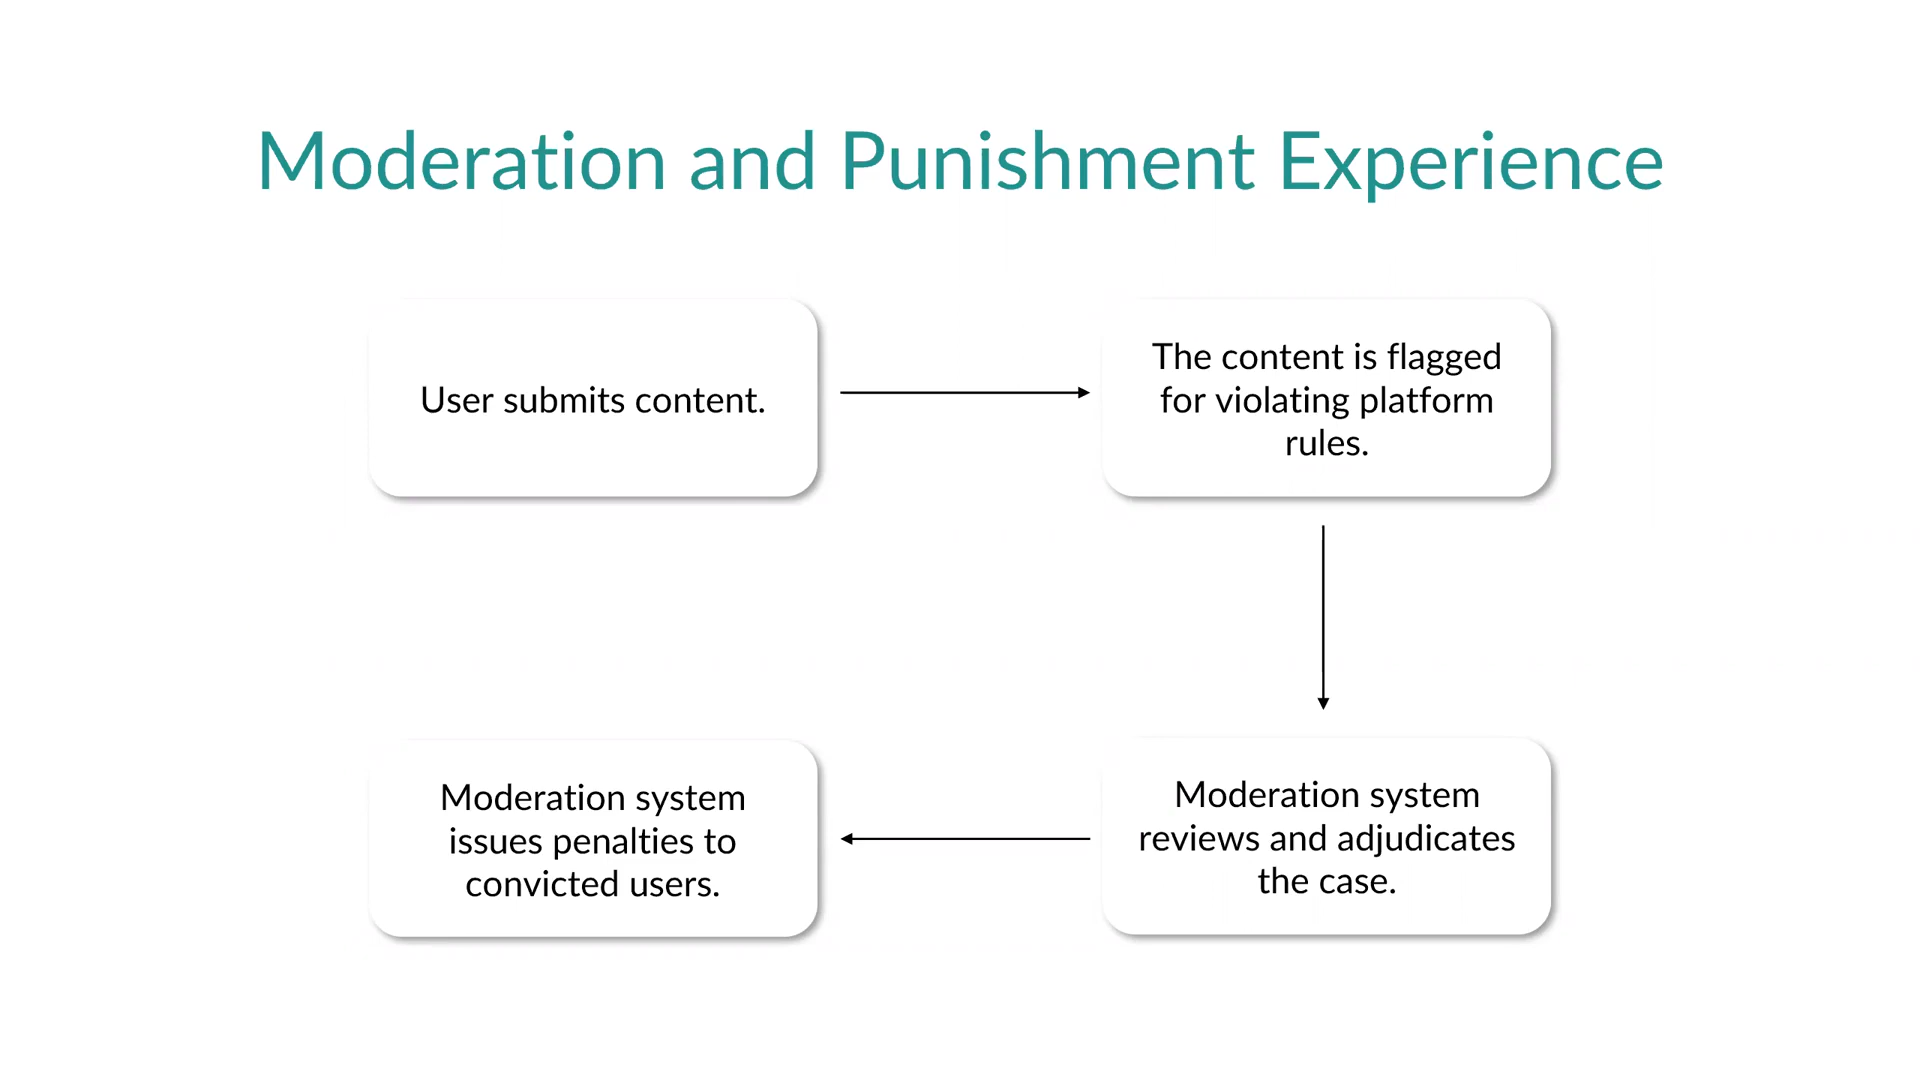 Moderation and Punishment Experience
User submits content.
The content is flagged
for violating platform
rules.
Moderation system
reviews and adjudicates
the case.
Moderation system
issues penalties to
convicted users.